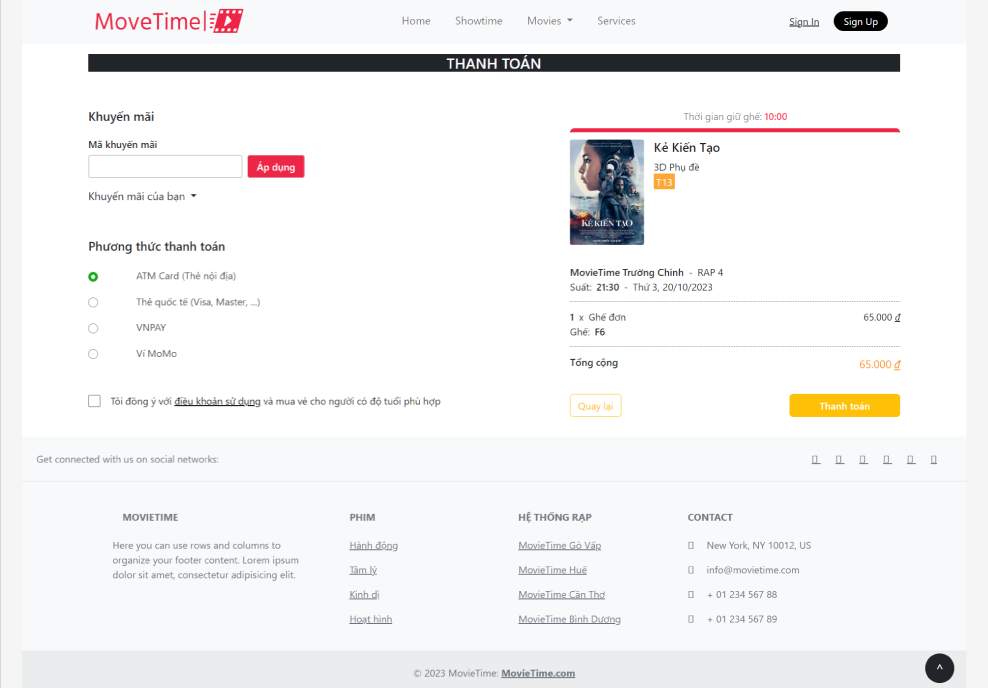 MoveTime
Home Showtime Movies Services Sign In Sign Up
THANH TOÁN
Khuyến mãi
Mã khuyến mãi
Áp dụng
Khuyến mãi của bạn
Phương thức thanh toán
ATM Card (Thẻ nội địa)
Thẻ quốc tế (Visa, Master, ...)
VNPAY
Ví MoMo
Tôi đồng ý với điều khoản sử dụng và mua vé cho người có độ tuổi phù hợp
Thời gian giữ ghế: 10:00
KẺ KIẾN TẠO
Kẻ Kiến Tạo
3D Phụ đề
T13
MovieTime Trường Chinh - RAP 4
Suất: 21:30 - Thứ 3, 20/10/2023
1 x Ghế đơn 65.000 ₫
Ghế: F6
Tổng cộng 65.000 ₫
Quay lại Thanh toán
Get connected with us on social networks:
MOVIETIME
Here you can use rows and columns to
organize your footer content. Lorem ipsum
dolor sit amet, consectetur adipisicing elit.
PHIM
Hành động
Tâm lý
Kinh dị
Hoạt hình
HỆ THỐNG RẠP
MovieTime Gò Vấp
MovieTime Huế
MovieTime Cần Thơ
MovieTime Bình Dương
CONTACT
New York, NY 10012, US
info@movietime.com
+ 01 234 567 88
+ 01 234 567 89
© 2023 MovieTime: MovieTime.com
^